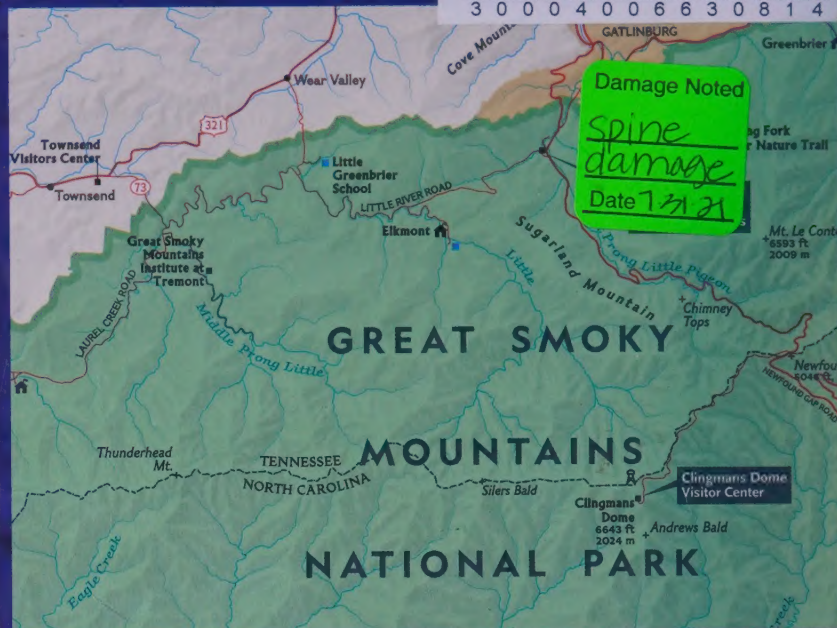 3 0 0 0 4 0 0 6 6 3 0 8 1 4
GATLINBURG
Cove Mount
Greenbrier
Wear Valley
Damage Noted
spine
damage
Date 7 31 21
321
ng Fork
r Nature Trail
Townsend
Visitors Center
Little
Greenbrier
School
73
Townsend
LITTLE RIVER ROAD
Elkmont
Mt. Le Cont
6593 ft
2009 m
Great Smoky
Mountains
Institute at
Tremont
Sugarland Mountain
Prong Little Pigeon
Little
LAUREL CREEK ROAD
Middle Prong Little
Chimney
Tops
GREAT SMOKY
Newfou
5046 ft
NEWFOUND GAP ROAD
MOUNTAINS
Thunderhead
Mt.
TENNESSEE
NORTH CAROLINA
Silers Bald
Clingmans Dome
Visitor Center
Clingmans
Dome
6643 ft
2024 m
Andrews Bald
NATIONAL PARK
Eagle Creek
Creek